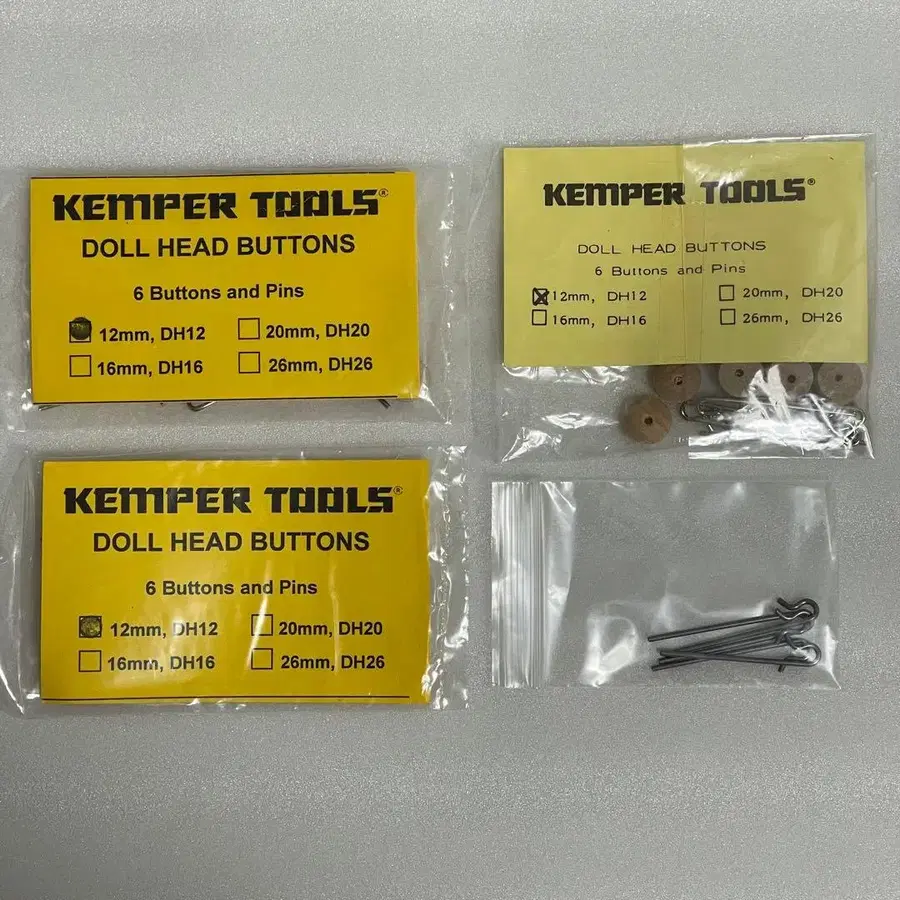 KEMPER TOOLS®
DOLL HEAD BUTTONS
6 Buttons and Pins
12mm, DH12 20mm, DH20
16mm, DH16 26mm, DH26
KEMPER TOOLS®
DOLL HEAD BUTTONS
6 Buttons and Pins
12mm, DH12 20mm, DH20
16mm, DH16 26mm, DH26
KEMPER TOOLS®
DOLL HEAD BUTTONS
6 Buttons and Pins
12mm, DH12 20mm, DH20
16mm, DH16 26mm, DH26